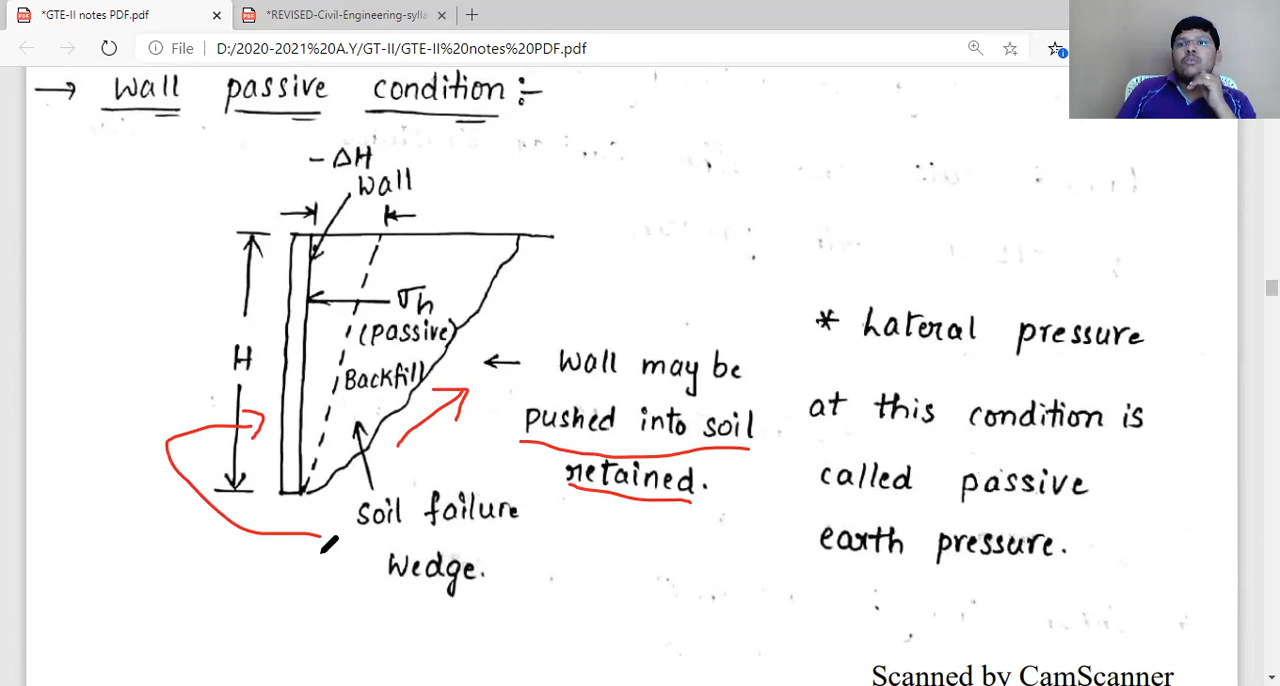 *GTE-II notes PDF.pdf
*REVISED-Civil-Engineering-sylla
File
D:/2020-2021%20A.Y/GT-II/GTE-II%20notes%20PDF.pdf
→ Wall passive condition :-
- ΔH
Wall
σh
(passive)
H
Backfill
← Wall may be
pushed into soil
retained.
soil failure
wedge.
* Lateral pressure
at this condition is
called passive
earth pressure.
Scanned by CamScanner